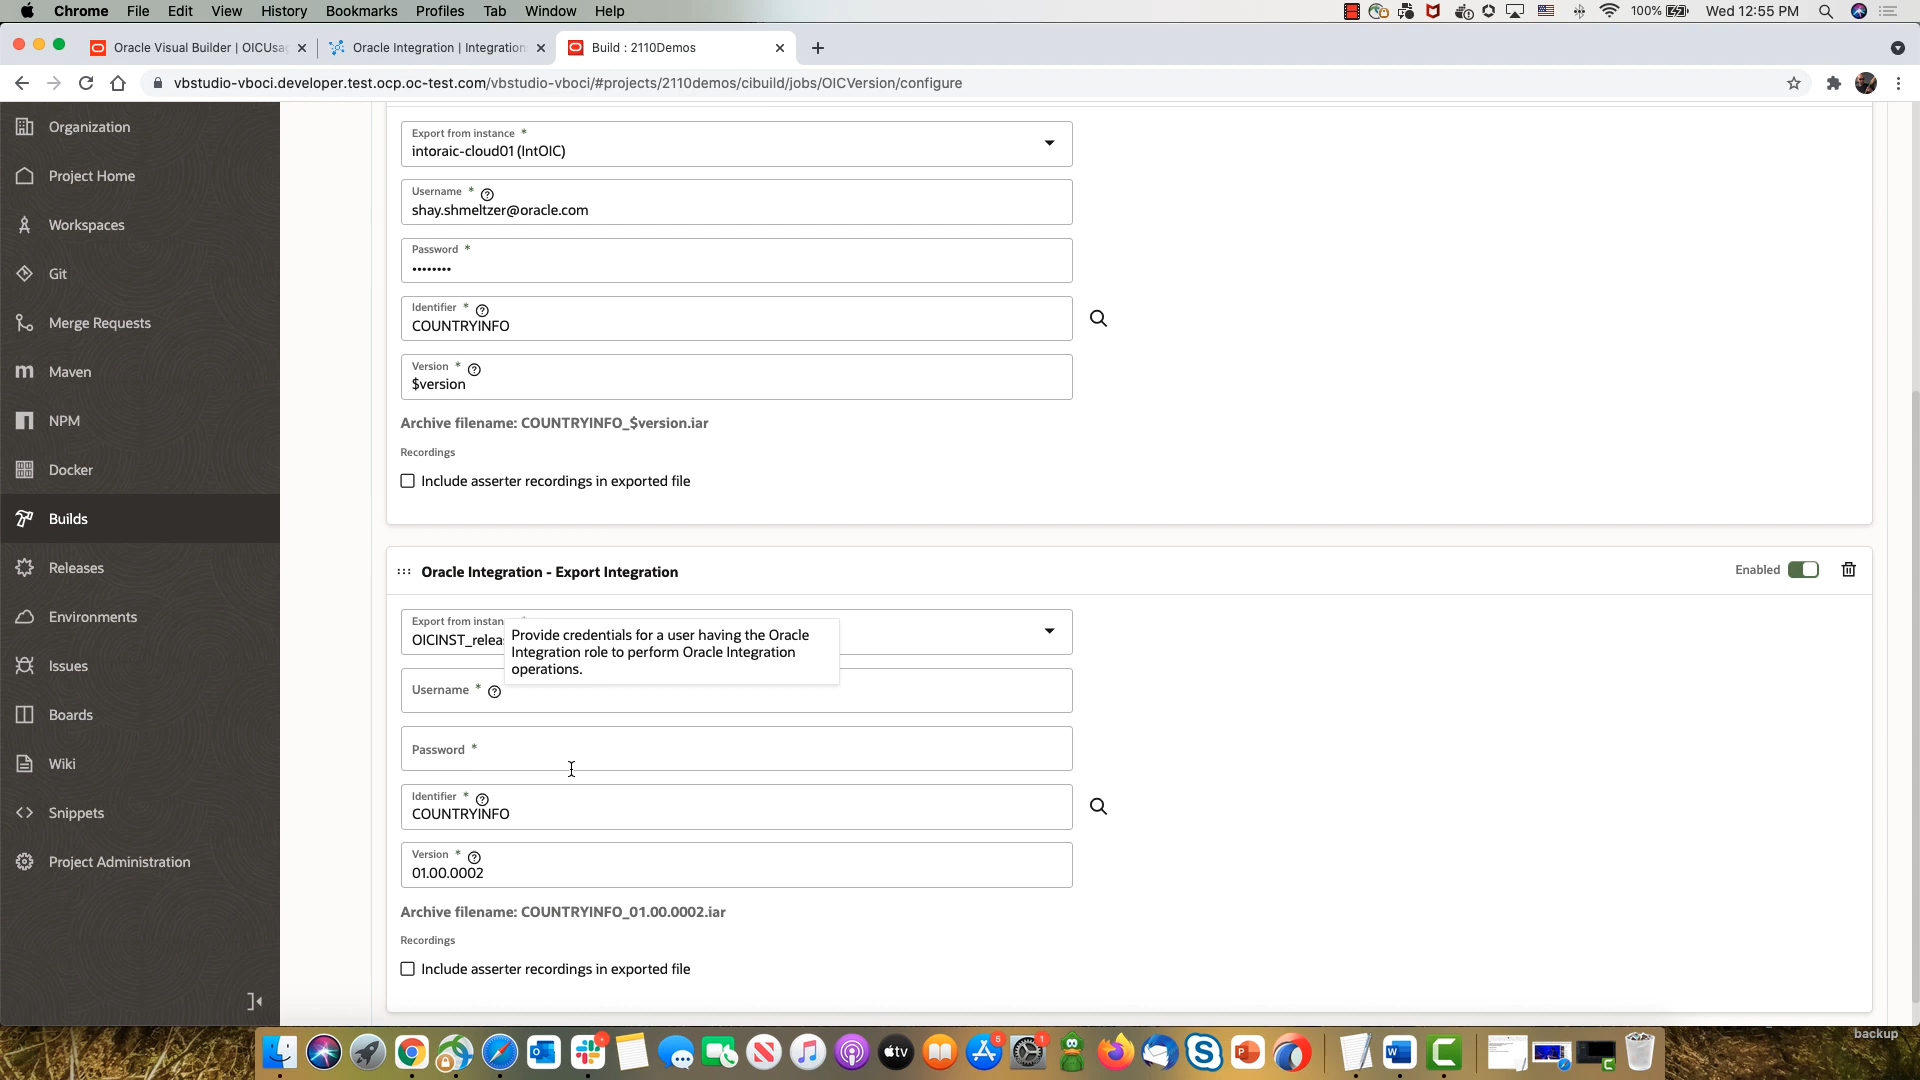 Chrome File Edit View History Bookmarks Profiles Tab Window Help 100% Wed 12:55 PM
Oracle Visual Builder | OICUsa Oracle Integration | Integration Build : 2110Demos
vbstudio-vboci.developer.test.ocp.oc-test.com/vbstudio-vboci/#projects/2110demos/cibuild/jobs/OICVersion/configure
Organization
Project Home
Workspaces
Git
Merge Requests
Maven
NPM
Docker
Builds
Releases
Environments
Issues
Boards
Wiki
Snippets
Project Administration
Export from instance *
intoraic-cloud01 (IntOIC)
Username * ?
shay.shmeltzer@oracle.com
Password *
••••••••
Identifier * ?
COUNTRYINFO
Version * ?
$version
Archive filename: COUNTRYINFO_$version.iar
Recordings
Include asserter recordings in exported file
Oracle Integration - Export Integration
Enabled
Export from instan
OICINST_relea
Provide credentials for a user having the Oracle
Integration role to perform Oracle Integration
operations.
Username * ?
Password *
Identifier * ?
COUNTRYINFO
Version * ?
01.00.0002
Archive filename: COUNTRYINFO_01.00.0002.iar
Recordings
Include asserter recordings in exported file
backup
tv
5
1